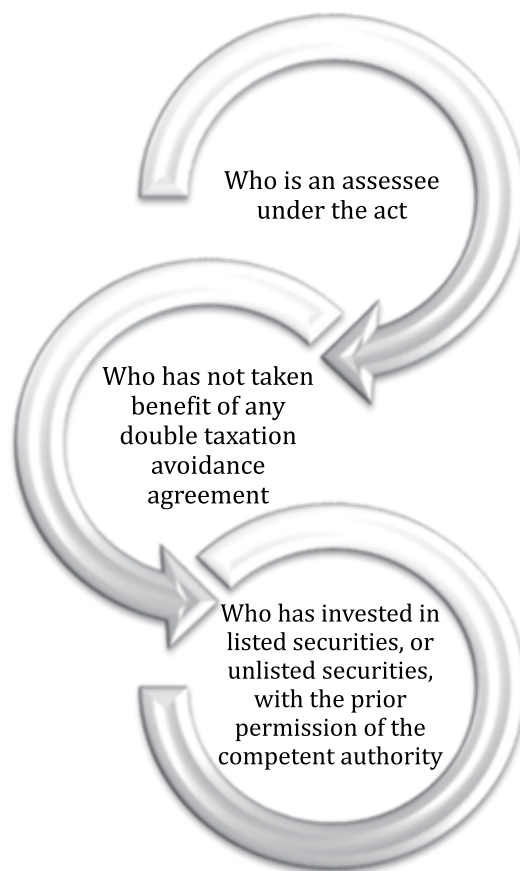 Who is an assessee
under the act
Who has not taken
benefit of any
double taxation
avoidance
agreement
Who has invested in
listed securities, or
unlisted securities,
with the prior
permission of the
competent authority